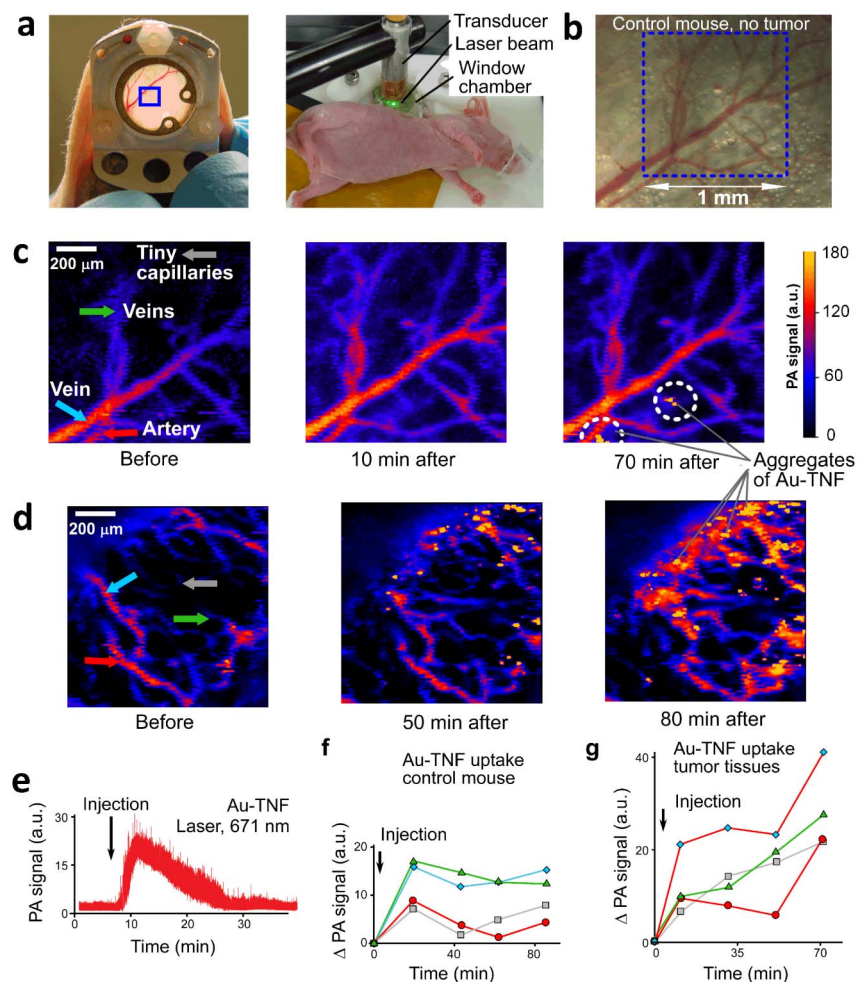 a
Transducer
Laser beam
Window
chamber
b
Control mouse, no tumor
1 mm
c
200 μm
Tiny
capillaries
Veins
Vein
Artery
Before
10 min after
70 min after
180
120
60
0
PA signal (a.u.)
Aggregates
of Au-TNF
d
200 μm
Before
50 min after
80 min after
e
Injection
Au-TNF
Laser, 671 nm
PA signal (a.u.)
30
15
0
0
10
20
30
Time (min)
f
Au-TNF uptake
control mouse
Injection
Δ PA signal (a.u.)
20
10
0
0
40
80
Time (min)
g
Au-TNF uptake
tumor tissues
Injection
Δ PA signal (a.u.)
40
20
0
0
35
70
Time (min)